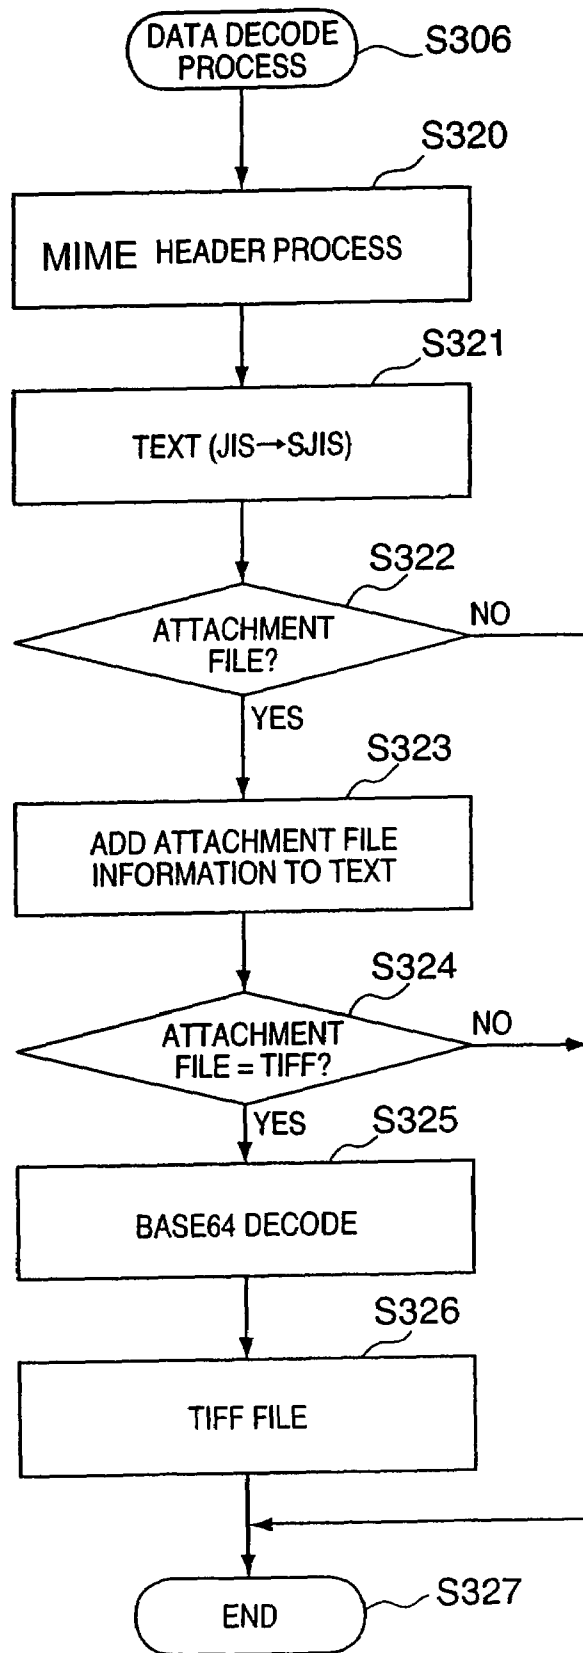 DATA DECODE
PROCESS
S306
S320
MIME HEADER PROCESS
S321
TEXT (JIS→SJIS)
S322
ATTACHMENT
FILE?
NO
YES
S323
ADD ATTACHMENT FILE
INFORMATION TO TEXT
S324
ATTACHMENT
FILE = TIFF?
NO
YES
S325
BASE64 DECODE
S326
TIFF FILE
END
S327